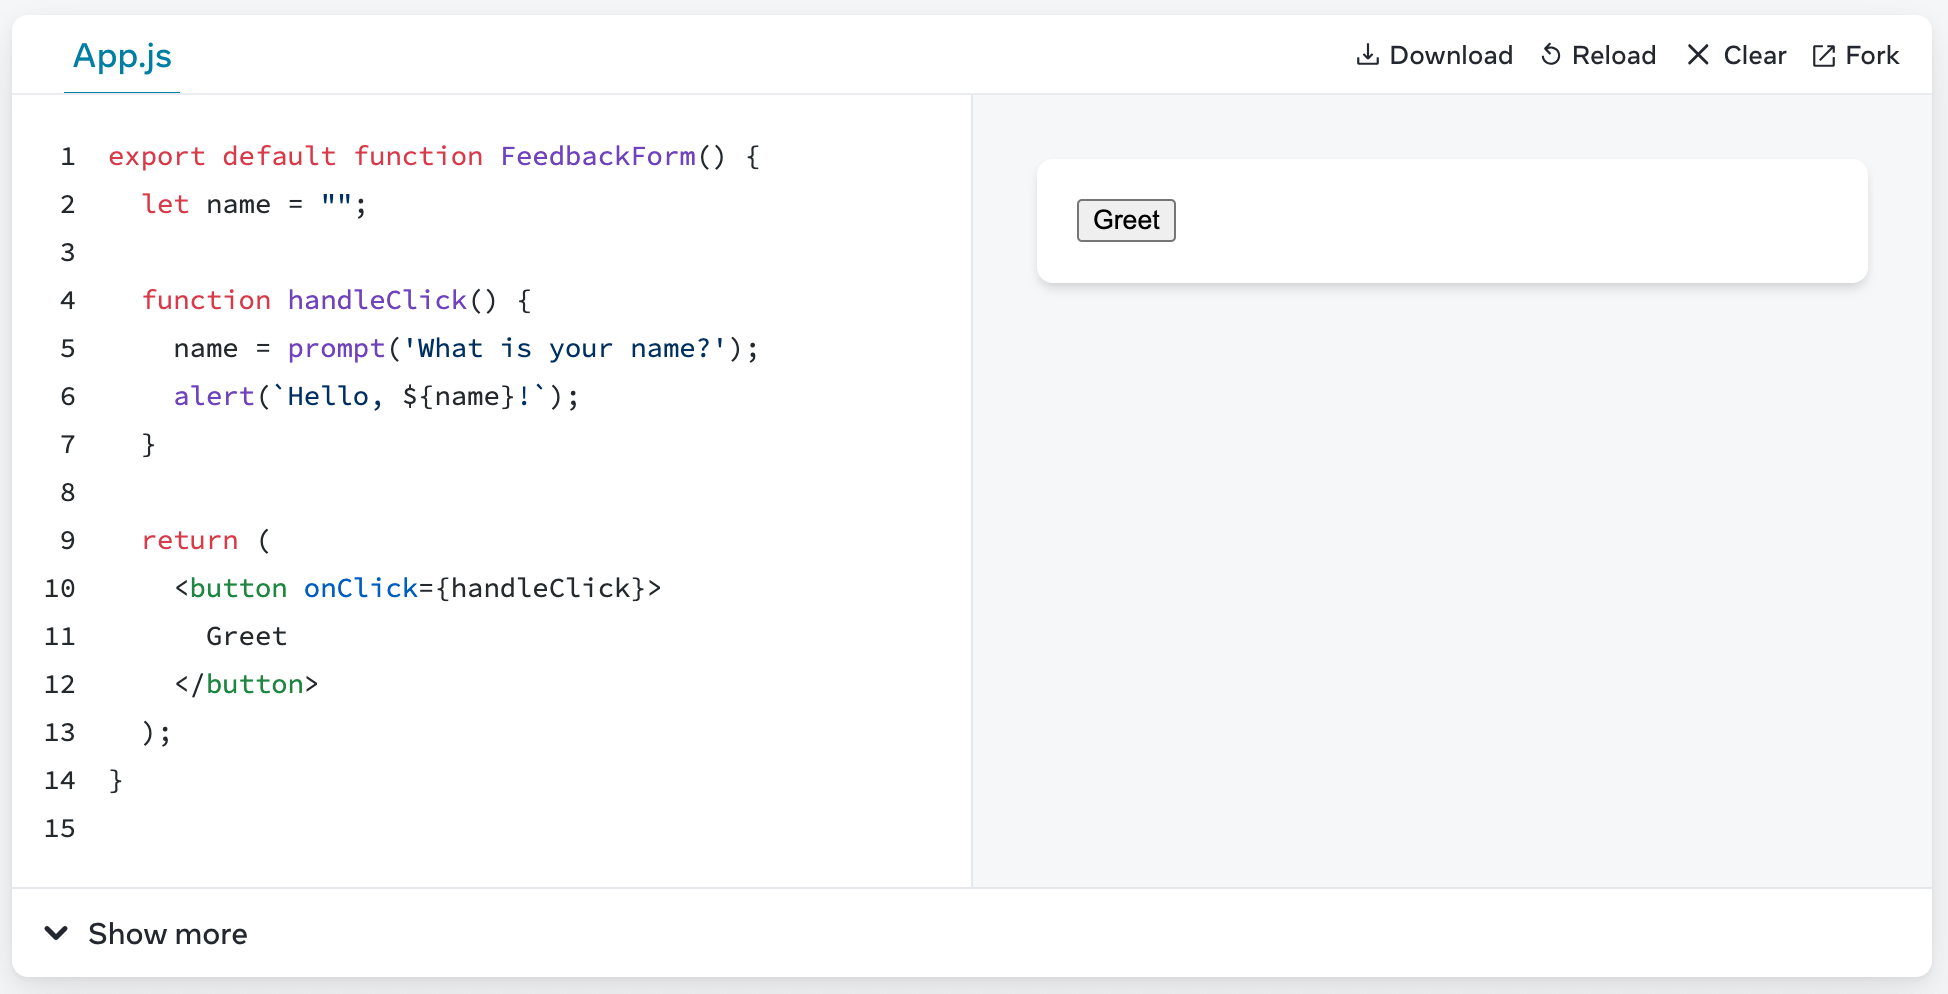 App.js
Download Reload Clear Fork
1 export default function FeedbackForm() {
2   let name = "";
3
4   function handleClick() {
5     name = prompt('What is your name?');
6     alert(`Hello, ${name}!`);
7   }
8
9   return (
10     <button onClick={handleClick}>
11       Greet
12     </button>
13   );
14 }
15
Greet
Show more